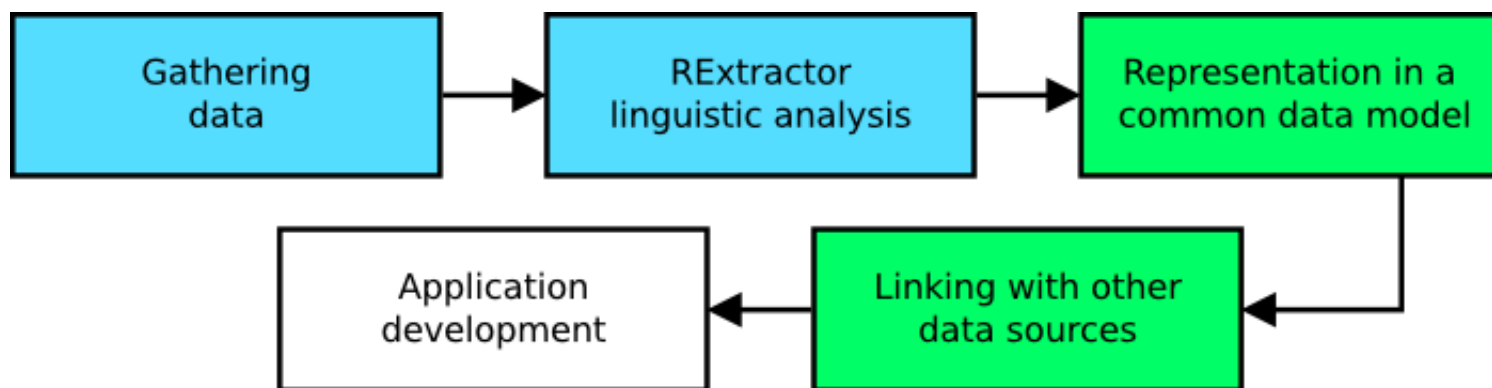 Gathering
data
RExtractor
linguistic analysis
Representation in a
common data model
Linking with other
data sources
Application
development